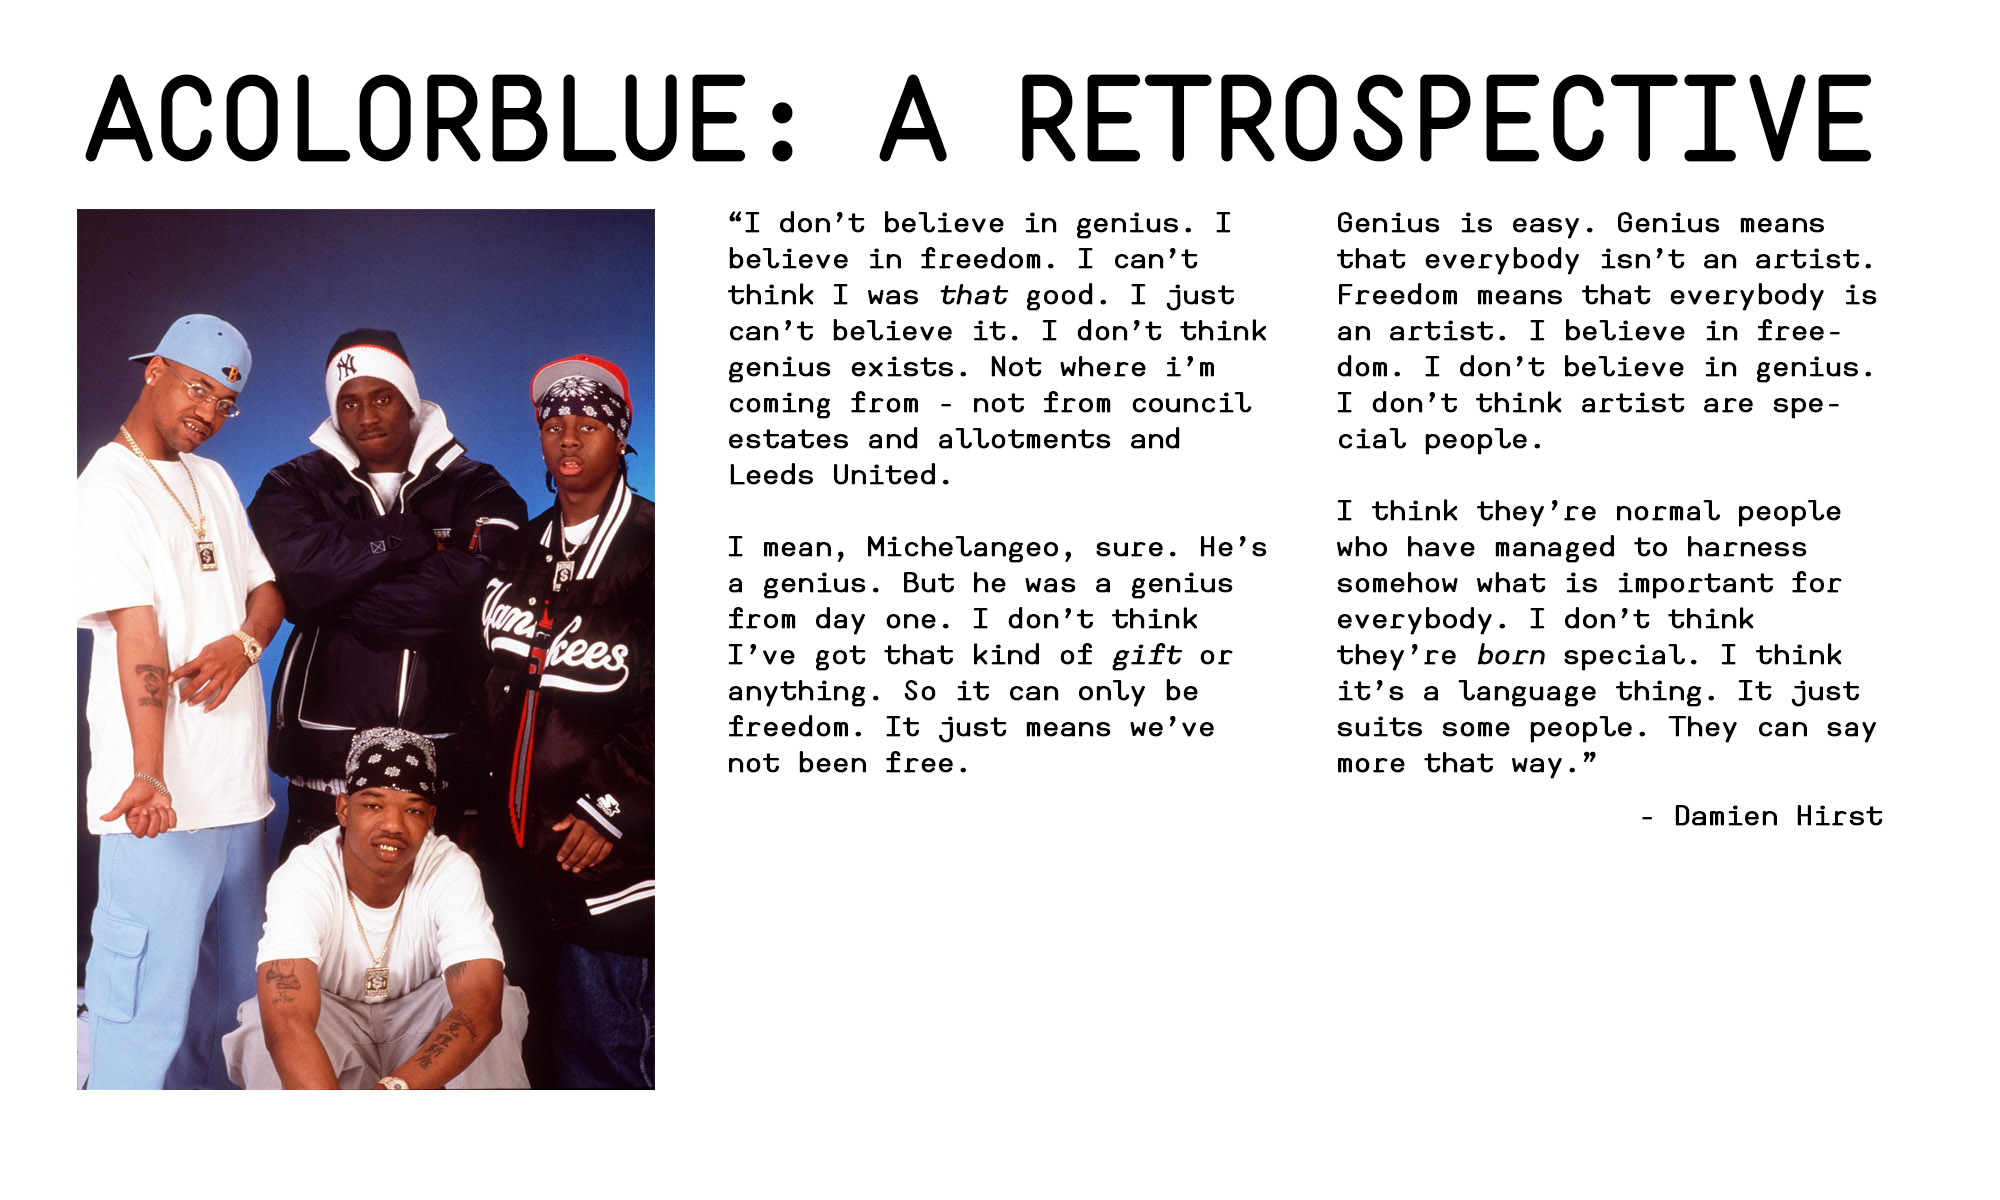 ACOLORBLUE: A RETROSPECTIVE
“I don’t believe in genius. I
believe in freedom. I can’t
think I was that good. I just
can’t believe it. I don’t think
genius exists. Not where i’m
coming from - not from council
estates and allotments and
Leeds United.
I mean, Michelangeo, sure. He’s
a genius. But he was a genius
from day one. I don’t think
I’ve got that kind of gift or
anything. So it can only be
freedom. It just means we’ve
not been free.
Genius is easy. Genius means
that everybody isn’t an artist.
Freedom means that everybody is
an artist. I believe in free-
dom. I don’t believe in genius.
I don’t think artist are spe-
cial people.
I think they’re normal people
who have managed to harness
somehow what is important for
everybody. I don’t think
they’re born special. I think
it’s a language thing. It just
suits some people. They can say
more that way.”
- Damien Hirst
NY
B
Yankees